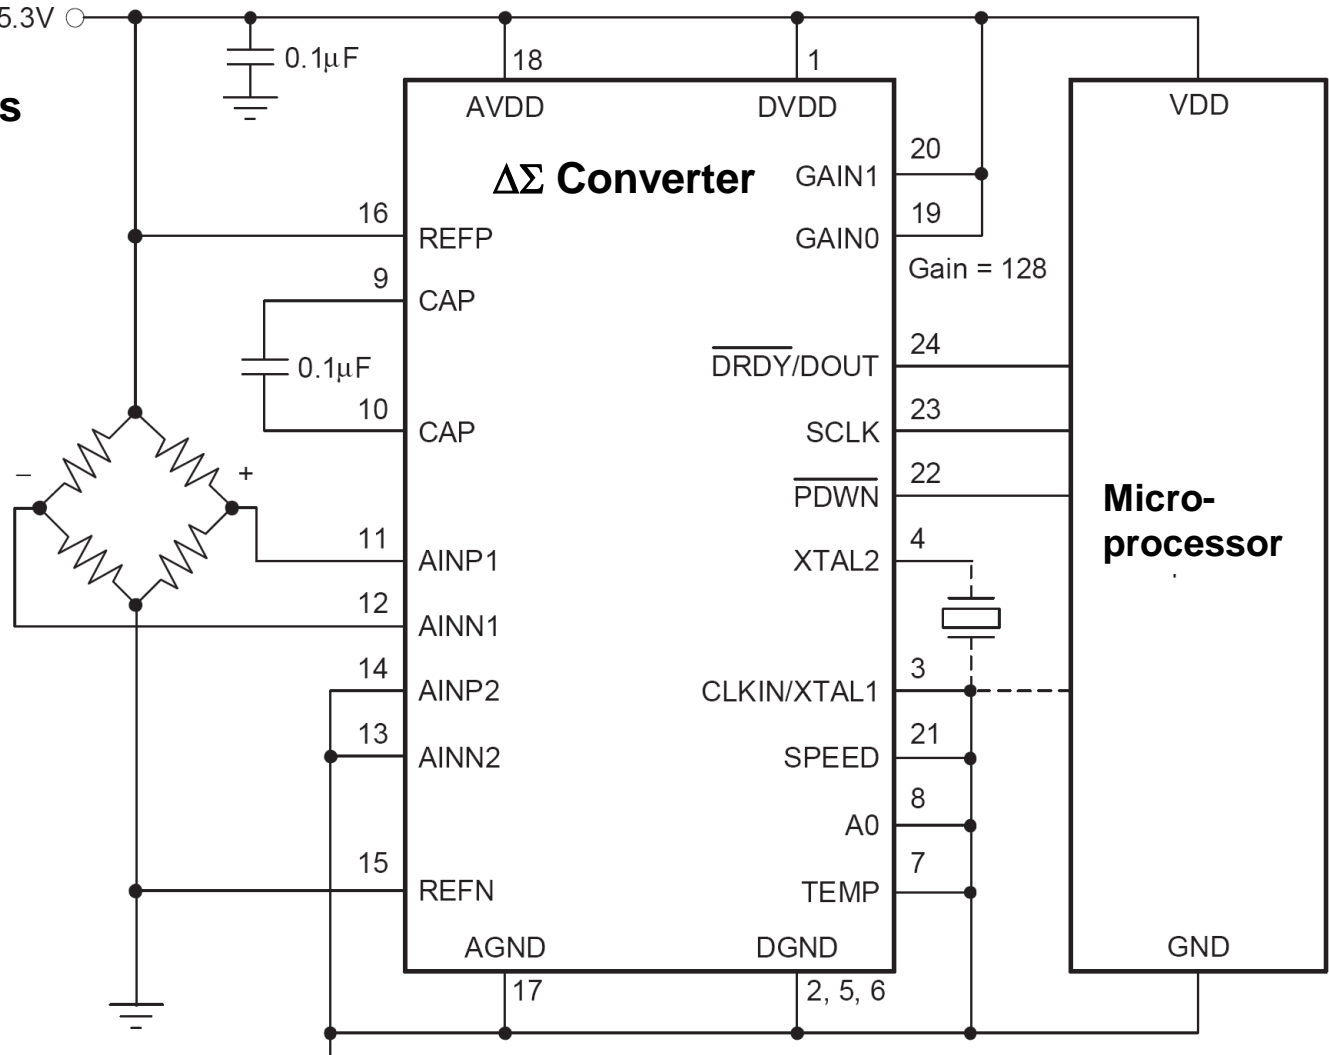 5.3V
0.1μF
18
1
s
AVDD
DVDD
VDD
ΔΣ Converter
20
GAIN1
16
19
REFP
GAIN0
Gain = 128
9
CAP
24
DRDY/DOUT
0.1μF
10
23
CAP
SCLK
– +
22
PDWN
Micro-
processor
11
4
AINP1
XTAL2
12
AINN1
14
3
AINP2
CLKIN/XTAL1
13
21
AINN2
SPEED
8
A0
15
7
REFN
TEMP
AGND
DGND
GND
17
2, 5, 6